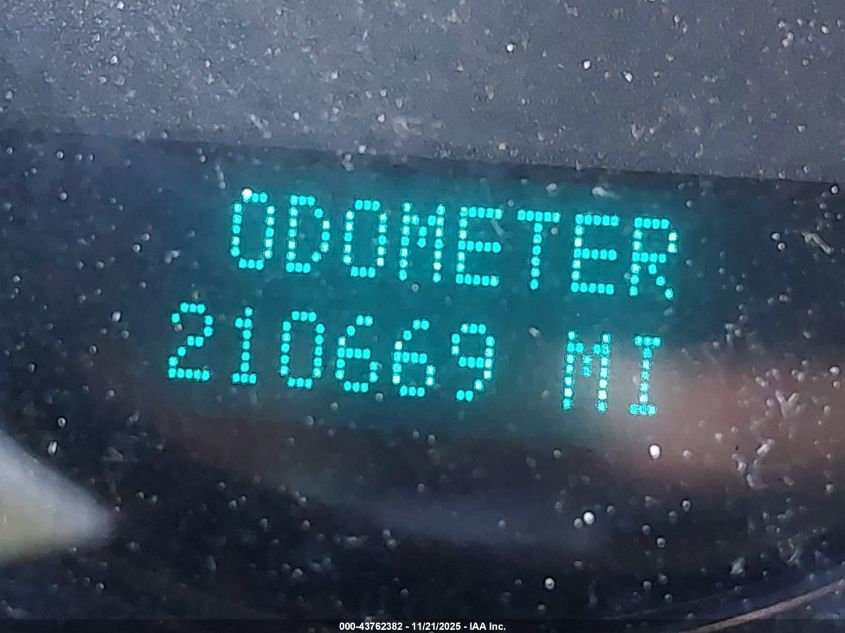 ODOMETER
210669 MI
000-43762382 - 11/21/2025 - IAA Inc.